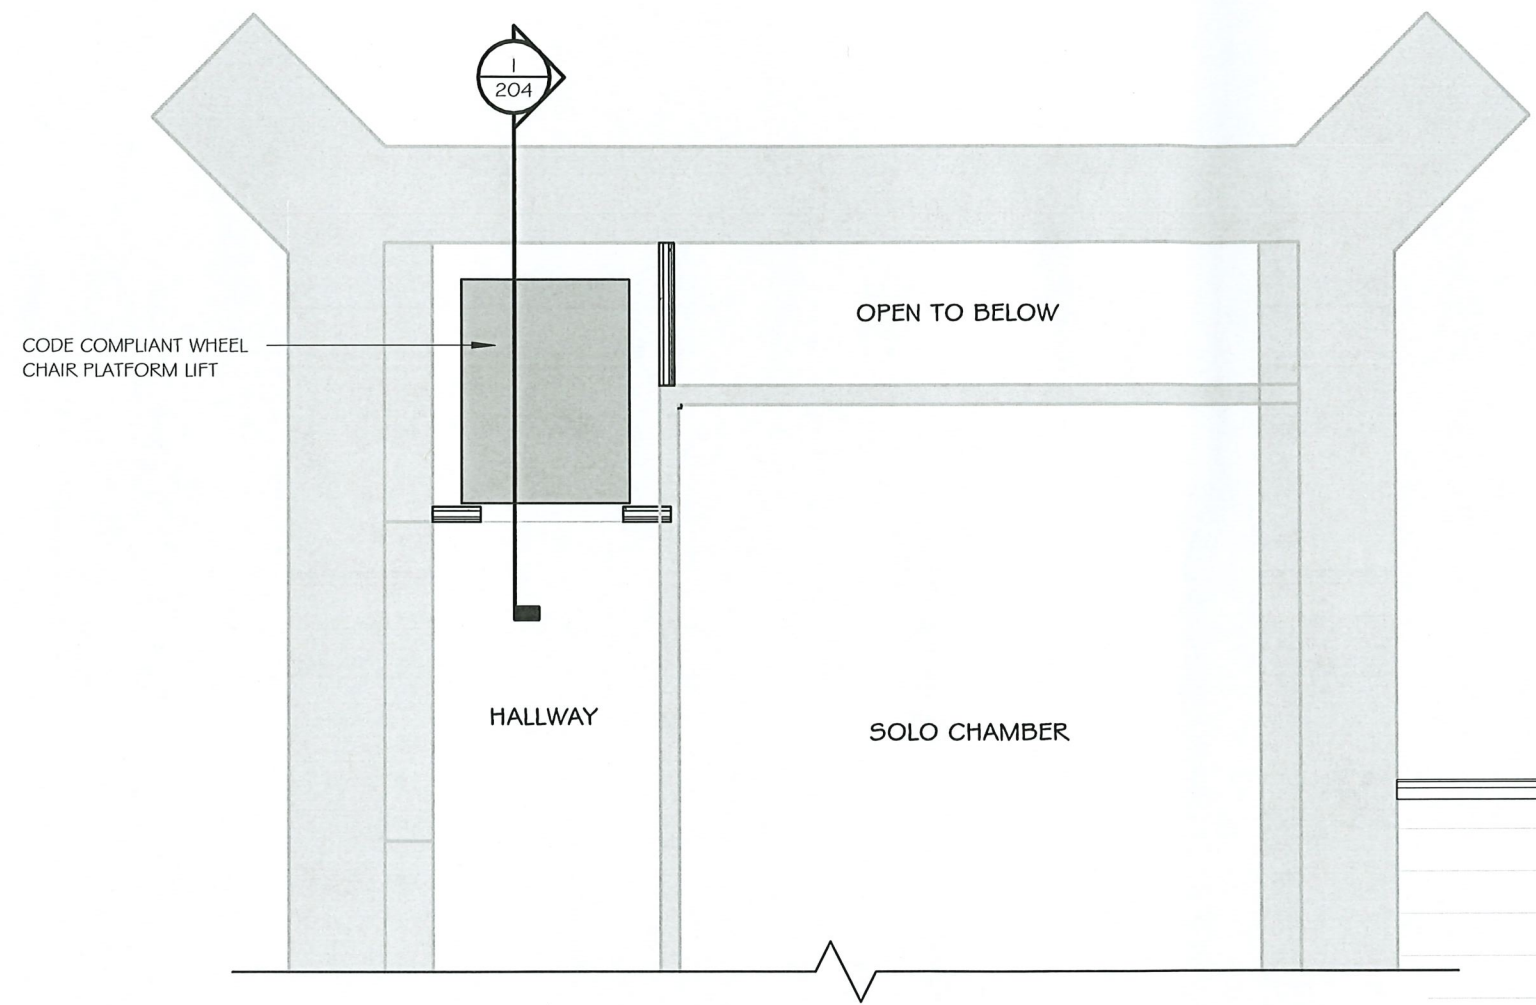 1
204
OPEN TO BELOW
CODE COMPLIANT WHEEL
CHAIR PLATFORM LIFT
HALLWAY
SOLO CHAMBER